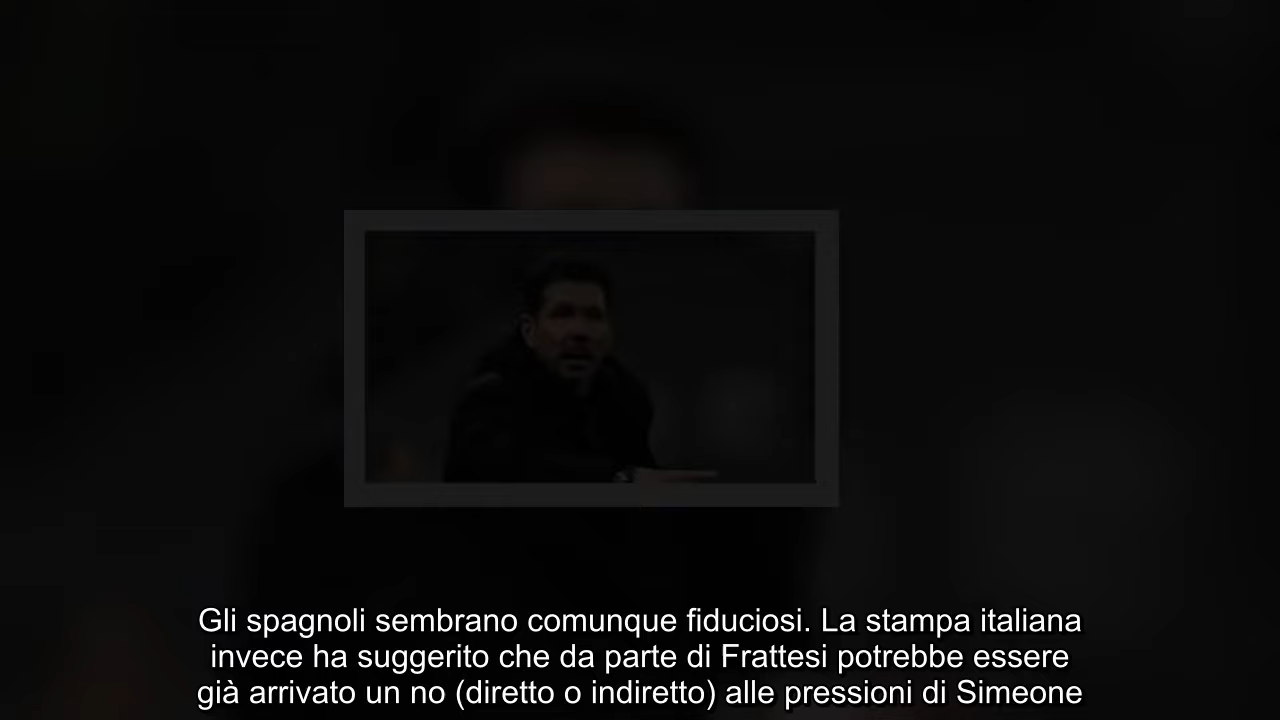 Gli spagnoli sembrano comunque fiduciosi. La stampa italiana
invece ha suggerito che da parte di Frattesi potrebbe essere
già arrivato un no (diretto o indiretto) alle pressioni di Simeone